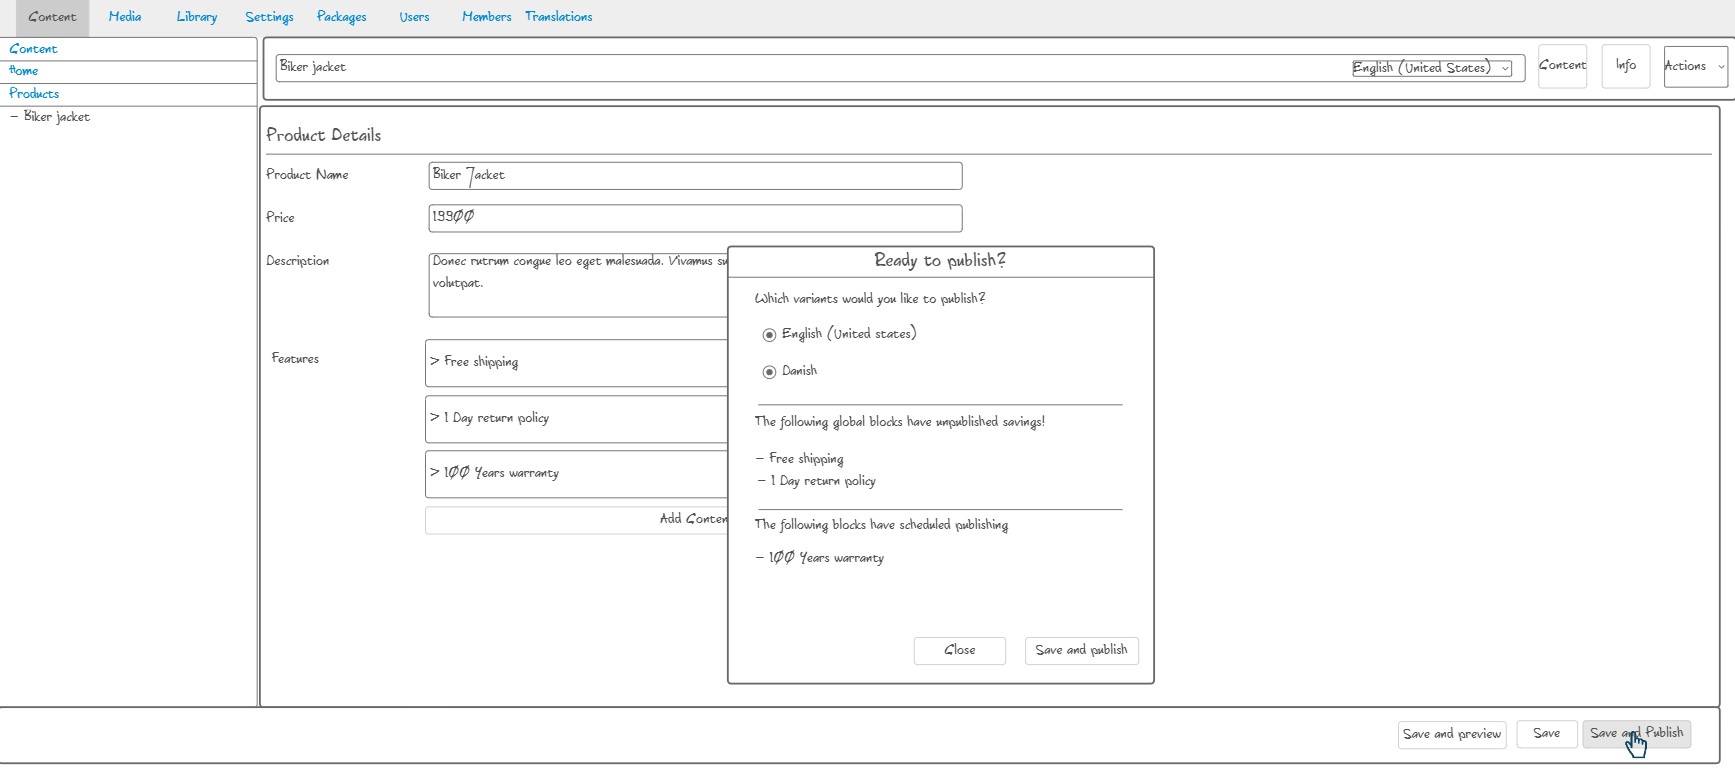 Content Media Library Settings Packages Users Members Translations
Content
Home
Products
– Biker jacket
Biker jacket English (United States) Content Info Actions
Product Details
Product Name Biker Jacket
Price 19900
Description Donec rutrum congue leo eget malesuada. Vivamus su
volutpat.
Features > Free shipping
> 1 Day return policy
> 100 Years warranty
Add Conten
Ready to publish?
Which variants would you like to publish?
English (United states)
Danish
The following global blocks have unpublished savings!
– Free shipping
– 1 Day return policy
The following blocks have scheduled publishing
– 100 Years warranty
Close Save and publish
Save and preview Save Save and Publish